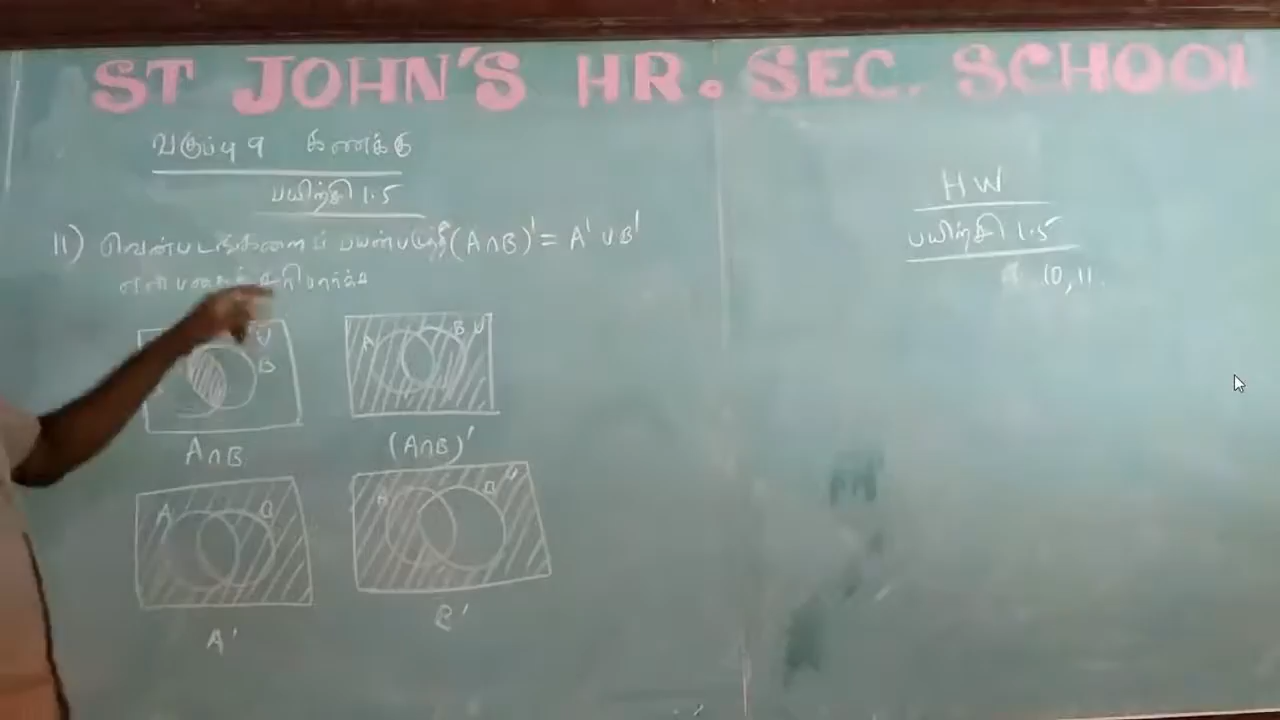 ST JOHN'S HR. SEC. SCHOOL
வகுப்பு 9 கணக்கு
பயிற்சி 1.5
11) வென்படங்களைப் பயன்படுத்தி (A∩B)' = A' ∪ B'
என்பதைச் சரிபார்க்க
U
B
A∩B
A B U
(A∩B)'
A B
A'
A B U
B'
HW
பயிற்சி 1.5
10, 11.